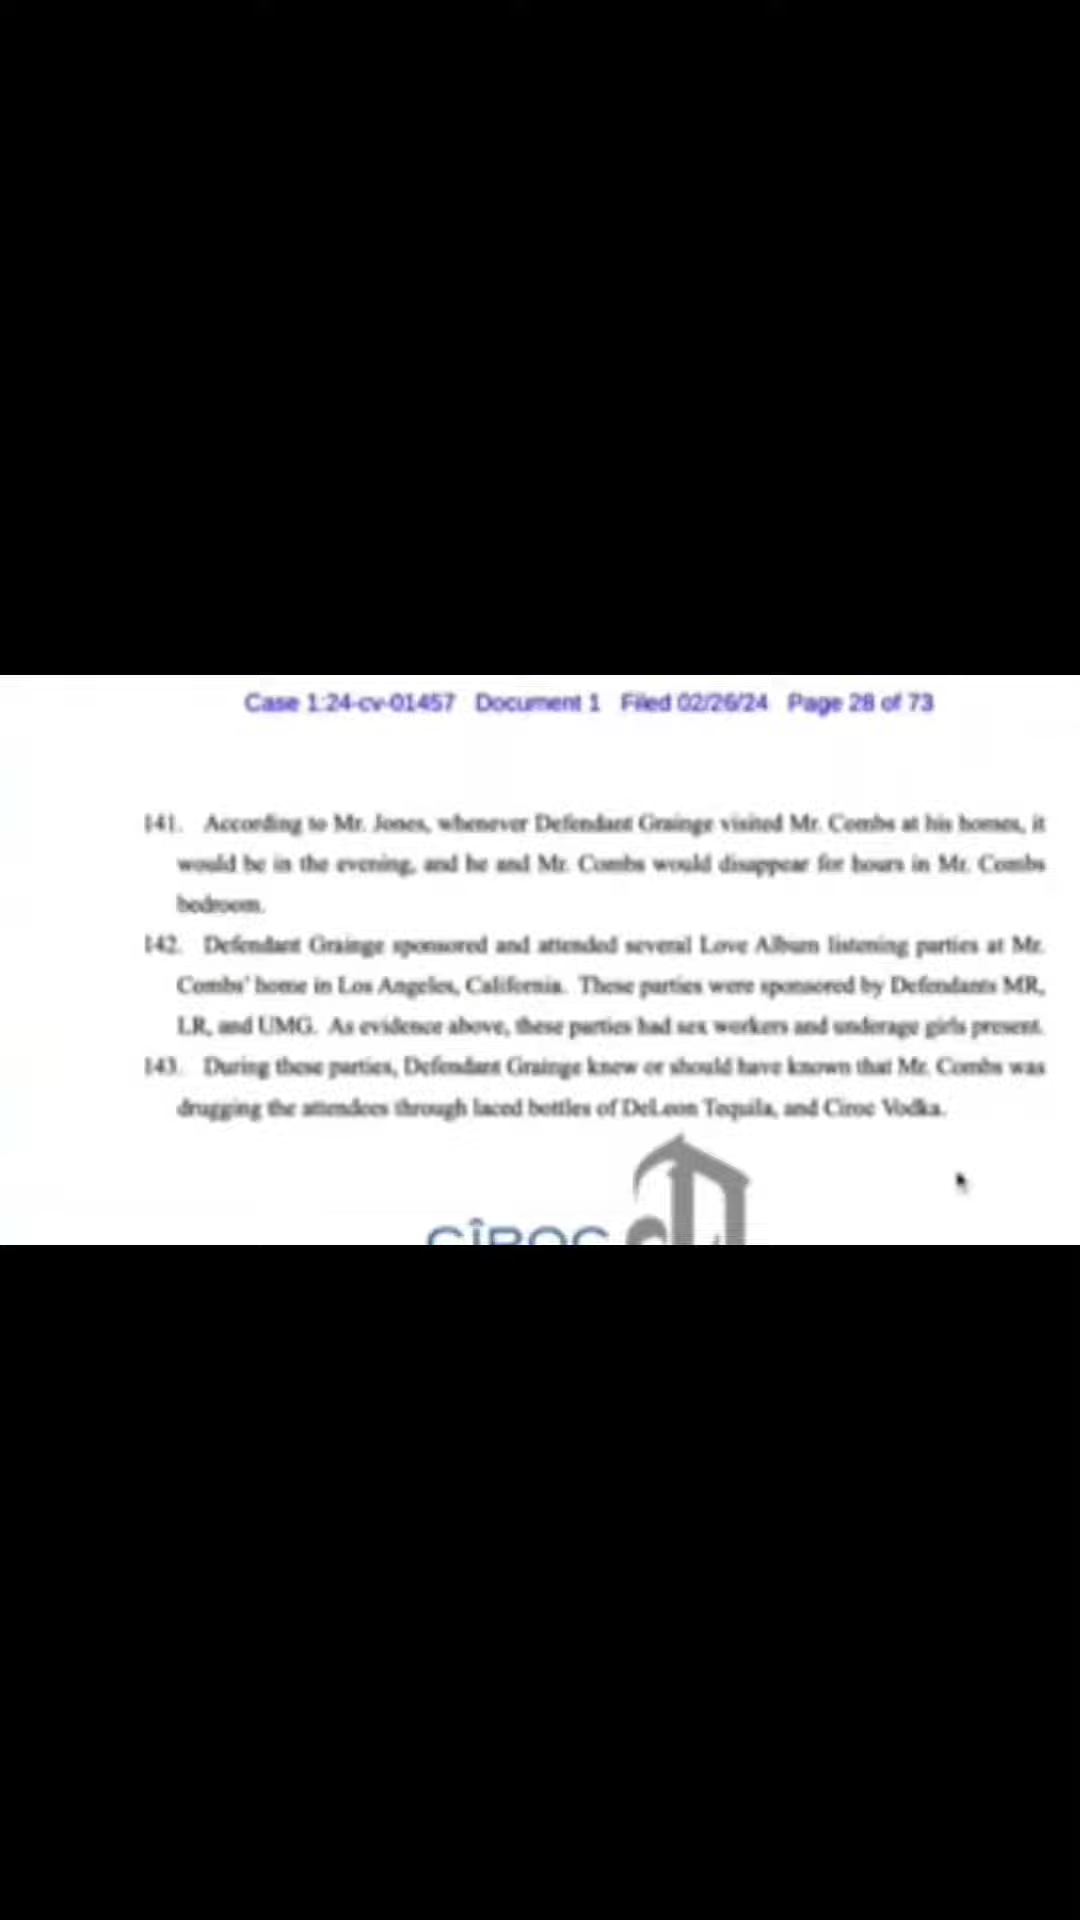 Case 1:24-cv-01457 Document 1 Filed 02/26/24 Page 28 of 73
141. According to Mr. Jones, whenever Defendant Grainge visited Mr. Combs at his homes, it
would be in the evening, and he and Mr. Combs would disappear for hours in Mr. Combs
bedroom.
142. Defendant Grainge sponsored and attended several Love Album listening parties at Mr.
Combs' home in Los Angeles, California. These parties were sponsored by Defendants MR,
LR, and UMG. As evidence above, these parties had sex workers and underage girls present.
143. During these parties, Defendant Grainge knew or should have known that Mr. Combs was
drugging the attendees through laced bottles of DeLeon Tequila, and Ciroc Vodka.
CÎROC